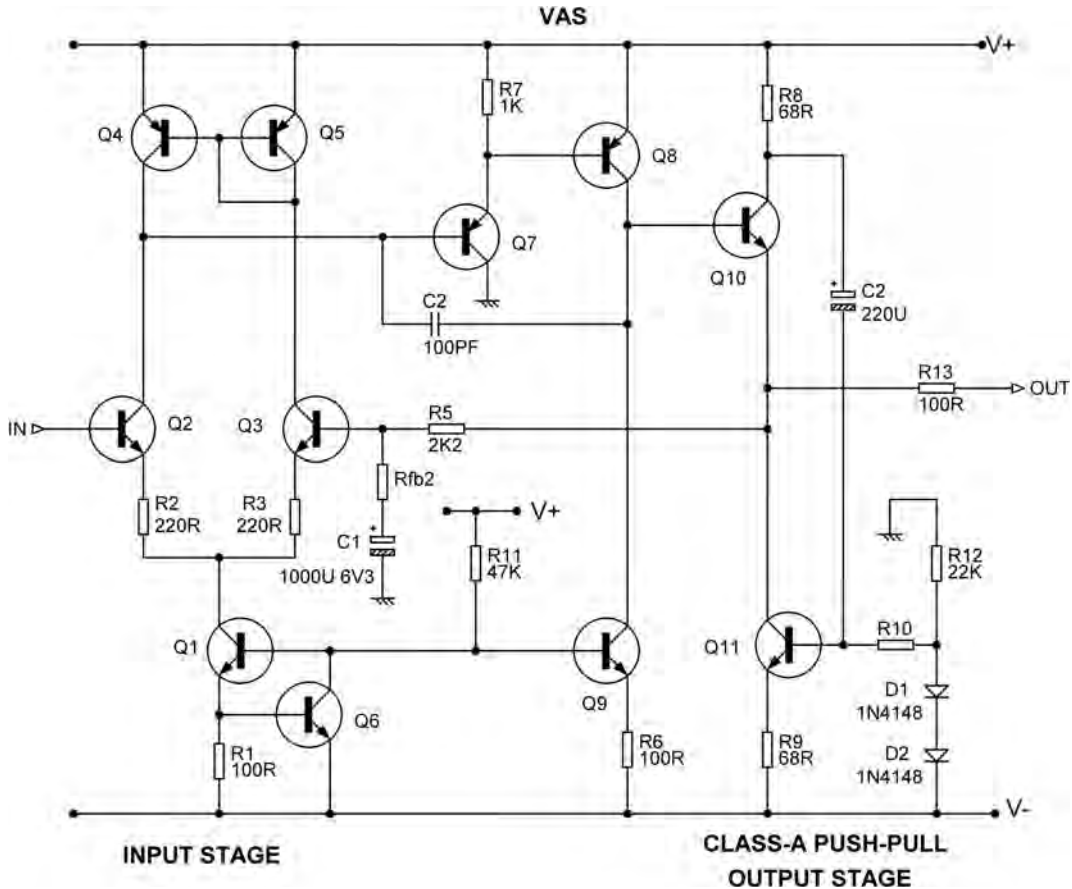 VAS
V+
R7
1K
R8
68R
Q4
Q5
Q8
Q7
Q10
C2
100PF
C2
220U
R13
100R
OUT
IN
Q2
Q3
R5
2K2
Rfb2
R2
220R
R3
220R
V+
C1
1000U 6V3
R11
47K
R12
22K
Q1
Q6
Q9
Q11
R10
D1
1N4148
R1
100R
R6
100R
R9
68R
D2
1N4148
V-
INPUT STAGE
CLASS-A PUSH-PULL
OUTPUT STAGE